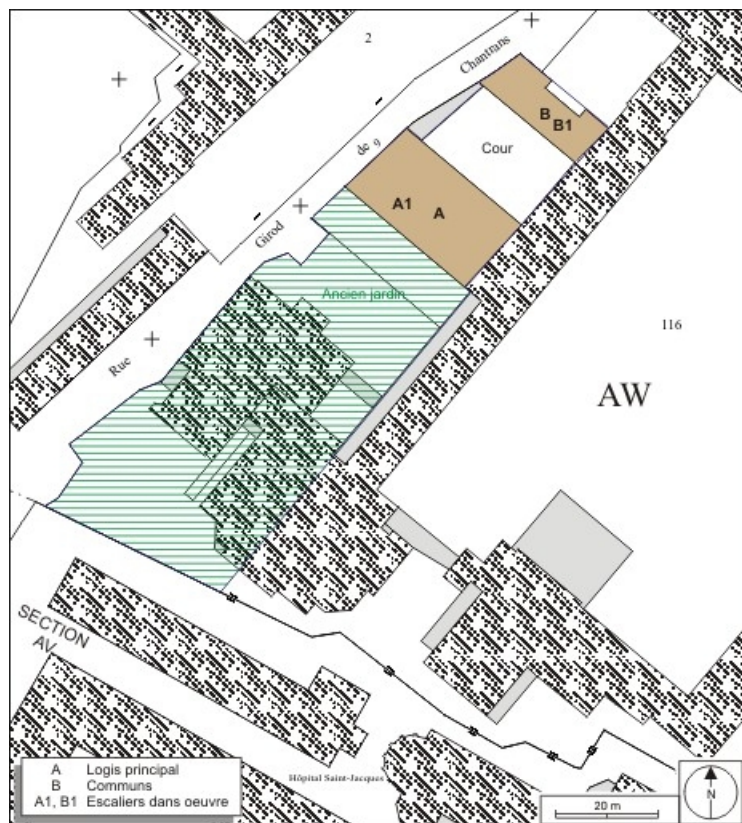 2
Chantrans
de 9
Girod
Rue
B
B1
Cour
A1 A
Ancien jardin
116
AW
SECTION
AV
Hôpital Saint-Jacques
A Logis principal
B Communs
A1, B1 Escaliers dans oeuvre
20 m
N